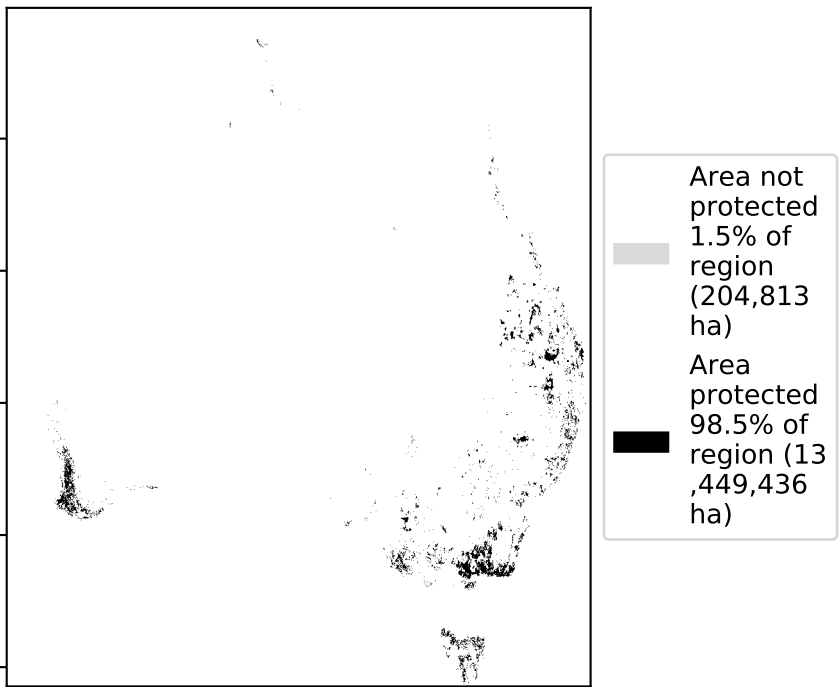 Area not
protected
1.5% of
region
(204,813
ha)
Area
protected
98.5% of
region (13
,449,436
ha)